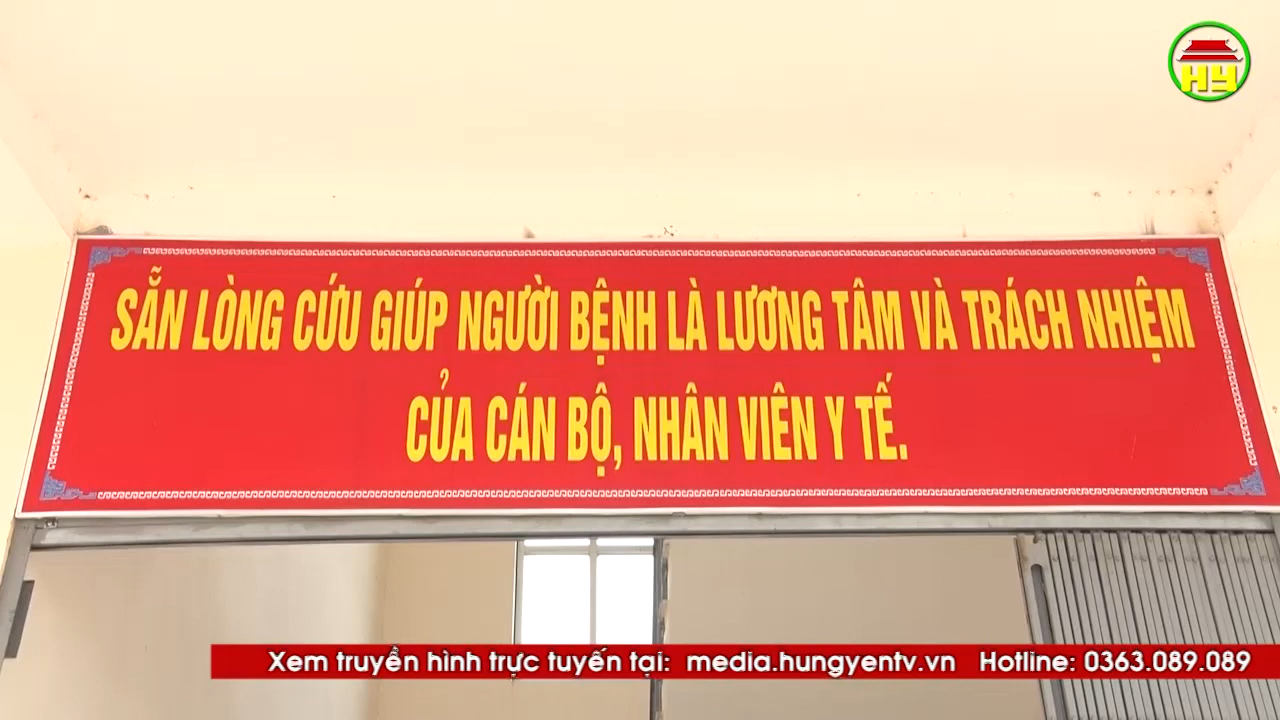 HY
SẴN LÒNG CỨU GIÚP NGƯỜI BỆNH LÀ LƯƠNG TÂM VÀ TRÁCH NHIỆM
CỦA CÁN BỘ, NHÂN VIÊN Y TẾ.
Xem truyền hình trực tuyến tại: media.hungyentv.vn Hotline: 0363.089.089